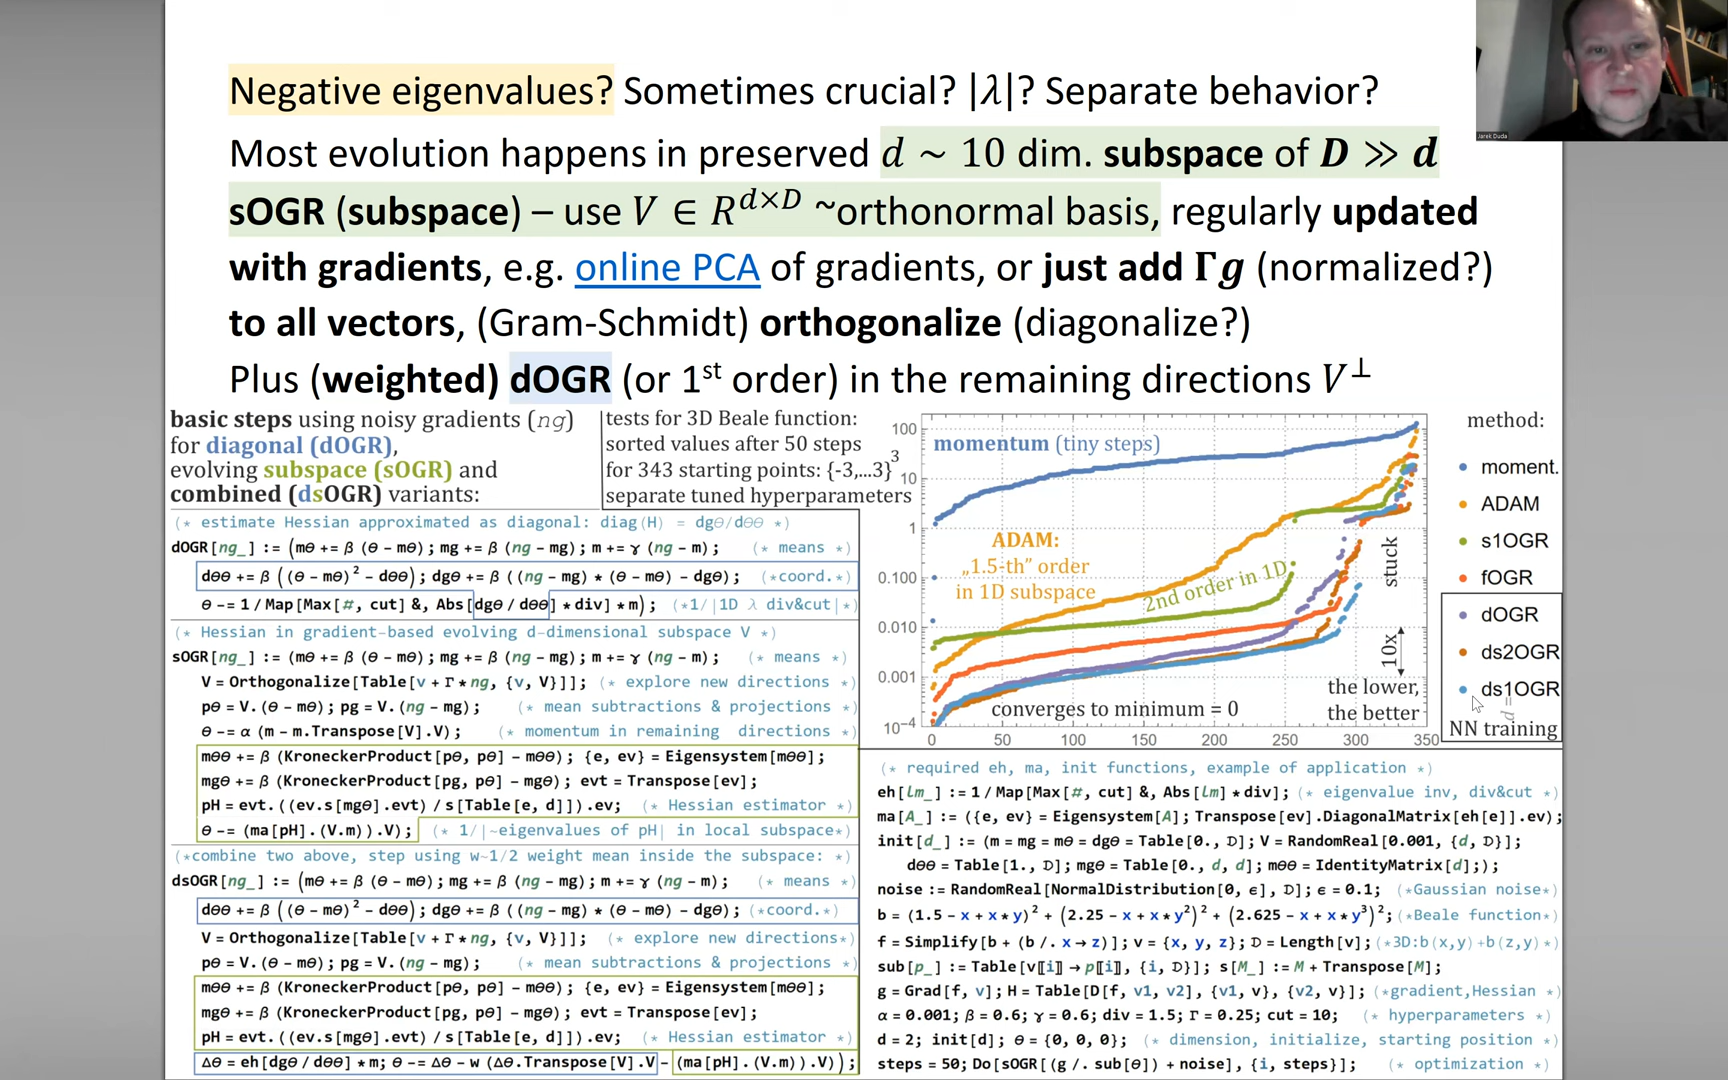 Negative eigenvalues? Sometimes crucial? |λ|? Separate behavior?
Most evolution happens in preserved d ~ 10 dim. subspace of D ≫ d
sOGR (subspace) – use V ∈ R^{d×D} ~orthonormal basis, regularly updated
with gradients, e.g. online PCA of gradients, or just add Γg (normalized?)
to all vectors, (Gram-Schmidt) orthogonalize (diagonalize?)
Plus (weighted) dOGR (or 1st order) in the remaining directions V⊥
Jarek Duda
basic steps using noisy gradients (ng)
for diagonal (dOGR),
evolving subspace (sOGR) and
combined (dsOGR) variants:
tests for 3D Beale function:
sorted values after 50 steps
for 343 starting points: {-3,...3}^3
separate tuned hyperparameters
(* estimate Hessian approximated as diagonal: diag(H) = dgθ/dθθ *)
dOGR[ng_] := (mθ += β (θ - mθ); mg += β (ng - mg); m += γ (ng - m); (* means *)
dθθ += β ((θ - mθ)² - dθθ); dgθ += β ((ng - mg) * (θ - mθ) - dgθ); (*coord.*)
θ -= 1/Map[Max[#, cut] &, Abs[dgθ/dθθ] * div] * m); (*1/|1D λ div&cut|*)
(* Hessian in gradient-based evolving d-dimensional subspace V *)
sOGR[ng_] := (mθ += β (θ - mθ); mg += β (ng - mg); m += γ (ng - m); (* means *)
V = Orthogonalize[Table[v + Γ * ng, {v, V}]]; (* explore new directions *)
pθ = V.(θ - mθ); pg = V.(ng - mg); (* mean subtractions & projections *)
θ -= α (m - m.Transpose[V].V); (* momentum in remaining directions *)
mθθ += β (KroneckerProduct[pθ, pθ] - mθθ); {e, ev} = Eigensystem[mθθ];
mgθ += β (KroneckerProduct[pg, pθ] - mgθ); evt = Transpose[ev];
pH = evt.((ev.s[mgθ].evt) / s[Table[e, d]]).ev; (* Hessian estimator *)
θ -= (ma[pH].(V.m)).V); (* 1/|~eigenvalues of pH| in local subspace*)
(*combine two above, step using w~1/2 weight mean inside the subspace: *)
dsOGR[ng_] := (mθ += β (θ - mθ); mg += β (ng - mg); m += γ (ng - m); (* means *)
dθθ += β ((θ - mθ)² - dθθ); dgθ += β ((ng - mg) * (θ - mθ) - dgθ); (*coord.*)
V = Orthogonalize[Table[v + Γ * ng, {v, V}]]; (* explore new directions*)
pθ = V.(θ - mθ); pg = V.(ng - mg); (* mean subtractions & projections *)
mθθ += β (KroneckerProduct[pθ, pθ] - mθθ); {e, ev} = Eigensystem[mθθ];
mgθ += β (KroneckerProduct[pg, pθ] - mgθ); evt = Transpose[ev];
pH = evt.((ev.s[mgθ].evt) / s[Table[e, d]]).ev; (* Hessian estimator *)
Δθ = eh[dgθ/dθθ] * m; θ -= Δθ - w (Δθ.Transpose[V].V - (ma[pH].(V.m)).V));
100
10
1
0.100
0.010
0.001
10^-4
0 50 100 150 200 250 300 350
momentum (tiny steps)
ADAM:
„1.5-th” order
in 1D subspace
2nd order in 1D
stuck
10x
the lower,
the better
converges to minimum = 0
method:
moment.
ADAM
s1OGR
fOGR
dOGR
ds2OGR
ds1OGR
d =
NN training
(* required eh, ma, init functions, example of application *)
eh[lm_] := 1/Map[Max[#, cut] &, Abs[lm] * div]; (* eigenvalue inv, div&cut *)
ma[A_] := ({e, ev} = Eigensystem[A]; Transpose[ev].DiagonalMatrix[eh[e]].ev);
init[d_] := (m = mg = mθ = dgθ = Table[0., D]; V = RandomReal[0.001, {d, D}];
dθθ = Table[1., D]; mgθ = Table[0., d, d]; mθθ = IdentityMatrix[d];);
noise := RandomReal[NormalDistribution[0, ϵ], D]; ϵ = 0.1; (*Gaussian noise*)
b = (1.5 - x + x * y)² + (2.25 - x + x * y²)² + (2.625 - x + x * y³)²; (*Beale function*)
f = Simplify[b + (b /. x → z)]; v = {x, y, z}; D = Length[v]; (*3D:b(x,y)+b(z,y)*)
sub[p_] := Table[v[[i]] → p[[i]], {i, D}]; s[M_] := M + Transpose[M];
g = Grad[f, v]; H = Table[D[f, v1, v2], {v1, v}, {v2, v}]; (*gradient,Hessian *)
α = 0.001; β = 0.6; γ = 0.6; div = 1.5; Γ = 0.25; cut = 10; (* hyperparameters *)
d = 2; init[d]; θ = {0, 0, 0}; (* dimension, initialize, starting position *)
steps = 50; Do[sOGR[(g /. sub[θ]) + noise], {i, steps}]; (* optimization *)